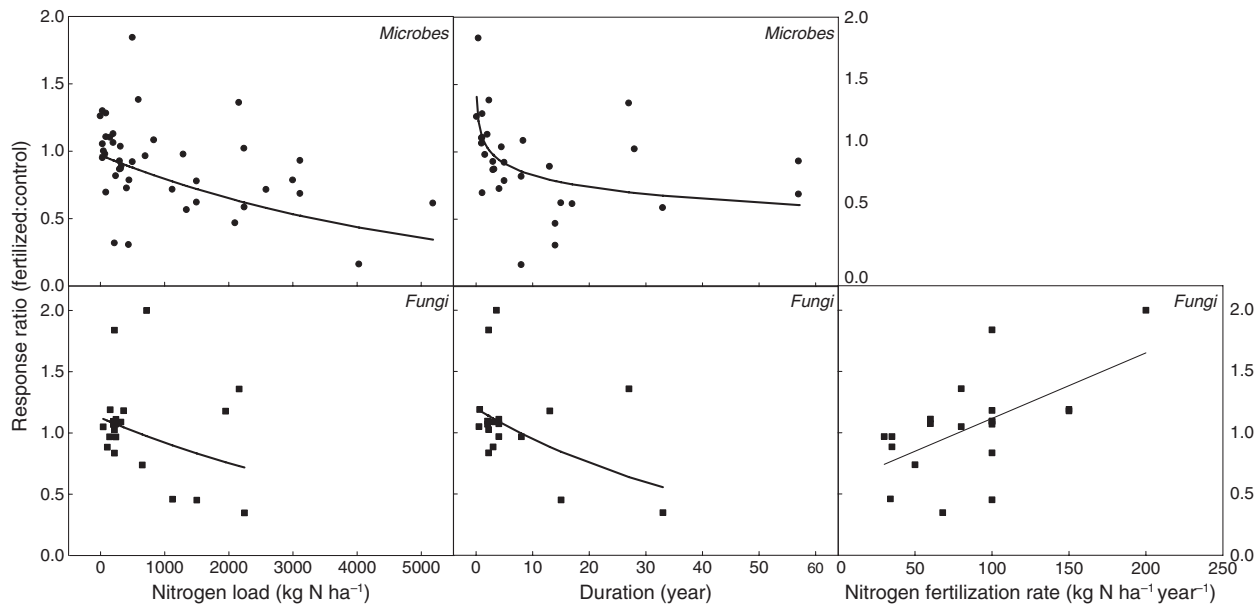 Response ratio (fertilized:control)
2.0
1.5
1.0
0.5
0.0
Microbes
Microbes
2.0
1.5
1.0
0.5
0.0
2.0
1.5
1.0
0.5
0.0
Fungi
Fungi
Fungi
2.0
1.5
1.0
0.5
0.0
0 1000 2000 3000 4000 5000
0 10 20 30 40 50 60
50 100 150 200 250
Nitrogen load (kg N ha⁻¹)
Duration (year)
Nitrogen fertilization rate (kg N ha⁻¹ year⁻¹)